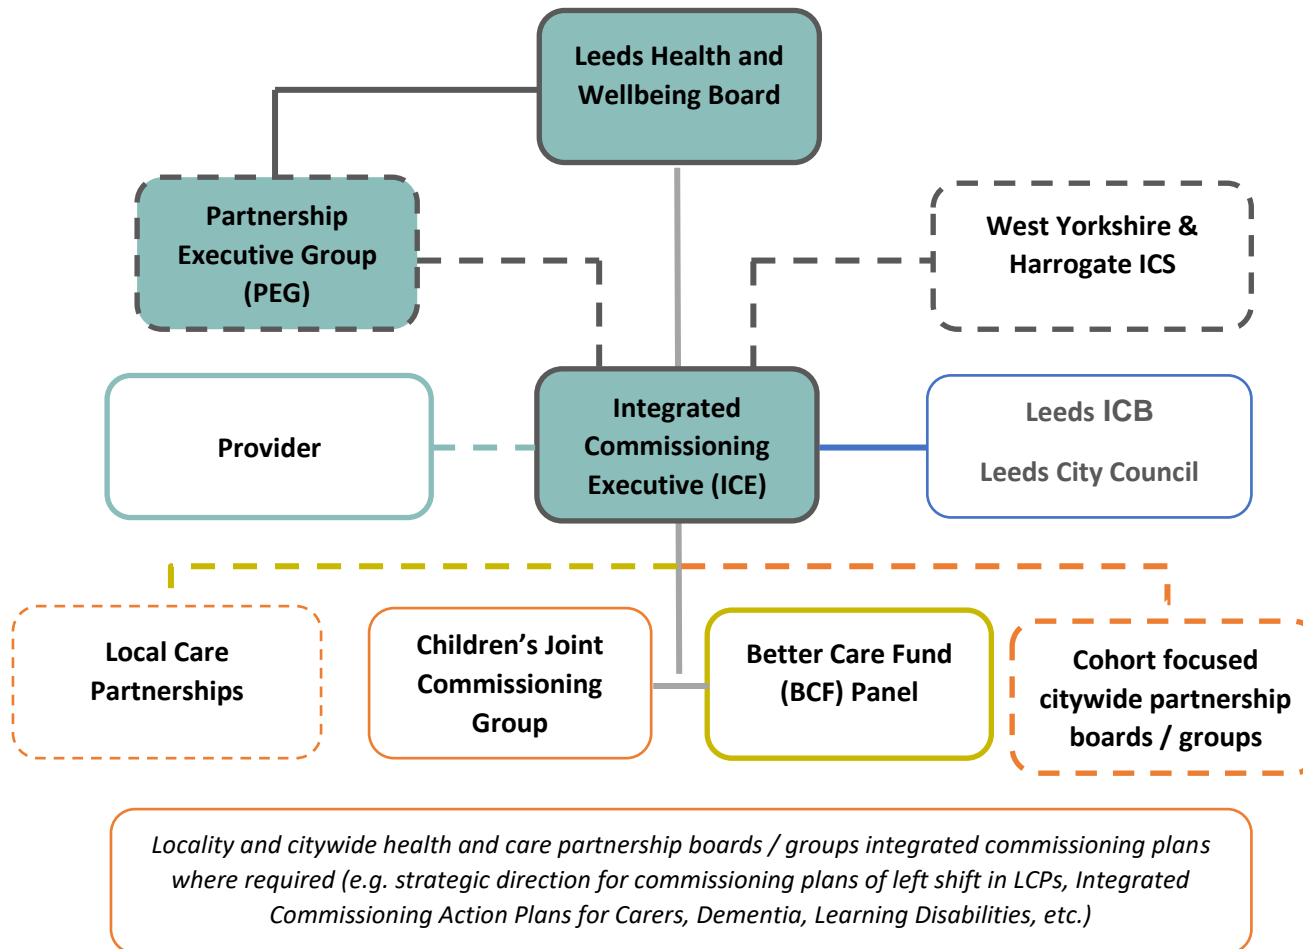 Leeds Health and
Wellbeing Board
Partnership
Executive Group
(PEG)
West Yorkshire &
Harrogate ICS
Provider
Integrated
Commissioning
Executive (ICE)
Leeds ICB
Leeds City Council
Local Care
Partnerships
Children’s Joint
Commissioning
Group
Better Care Fund
(BCF) Panel
Cohort focused
citywide partnership
boards / groups
Locality and citywide health and care partnership boards / groups integrated commissioning plans
where required (e.g. strategic direction for commissioning plans of left shift in LCPs, Integrated
Commissioning Action Plans for Carers, Dementia, Learning Disabilities, etc.)